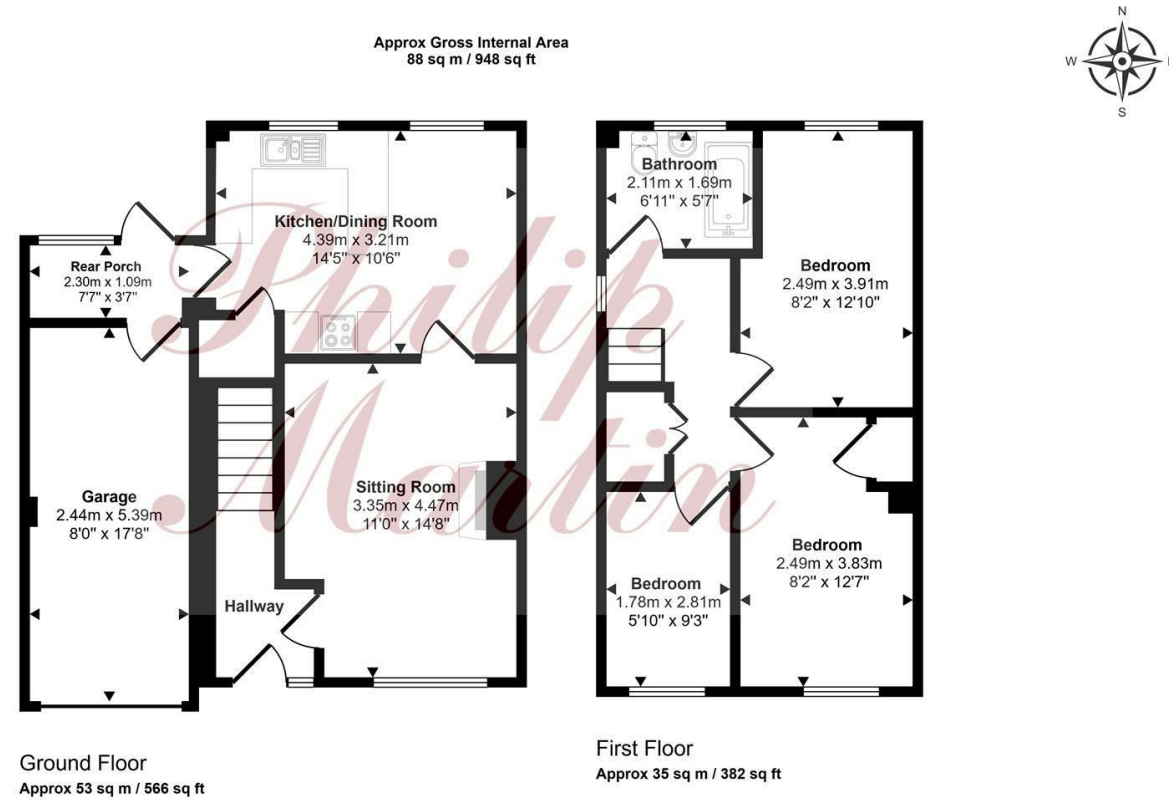 Approx Gross Internal Area
88 sq m / 948 sq ft
N
W
S
Kitchen/Dining Room
4.39m x 3.21m
14'5" x 10'6"
Rear Porch
2.30m x 1.09m
7'7" x 3'7"
Garage
2.44m x 5.39m
8'0" x 17'8"
Sitting Room
3.35m x 4.47m
11'0" x 14'8"
Hallway
Bathroom
2.11m x 1.69m
6'11" x 5'7"
Bedroom
2.49m x 3.91m
8'2" x 12'10"
Bedroom
2.49m x 3.83m
8'2" x 12'7"
Bedroom
1.78m x 2.81m
5'10" x 9'3"
Philip
Martin
Ground Floor
Approx 53 sq m / 566 sq ft
First Floor
Approx 35 sq m / 382 sq ft